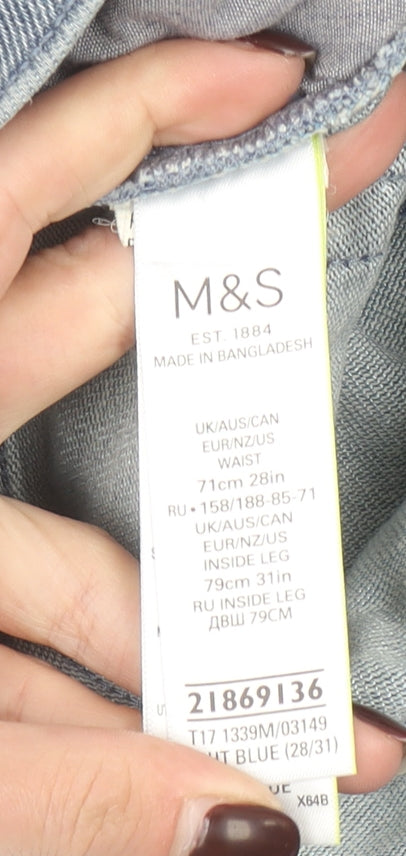 M&S
EST. 1884
MADE IN BANGLADESH
UK/AUS/CAN
EUR/NZ/US
WAIST
71cm 28in
RU • 158/188-85-71
UK/AUS/CAN
EUR/NZ/US
INSIDE LEG
79cm 31in
RU INSIDE LEG
ДВШ 79CM
21869136
T17 1339M/03149
BLUE (28/31)
X64B